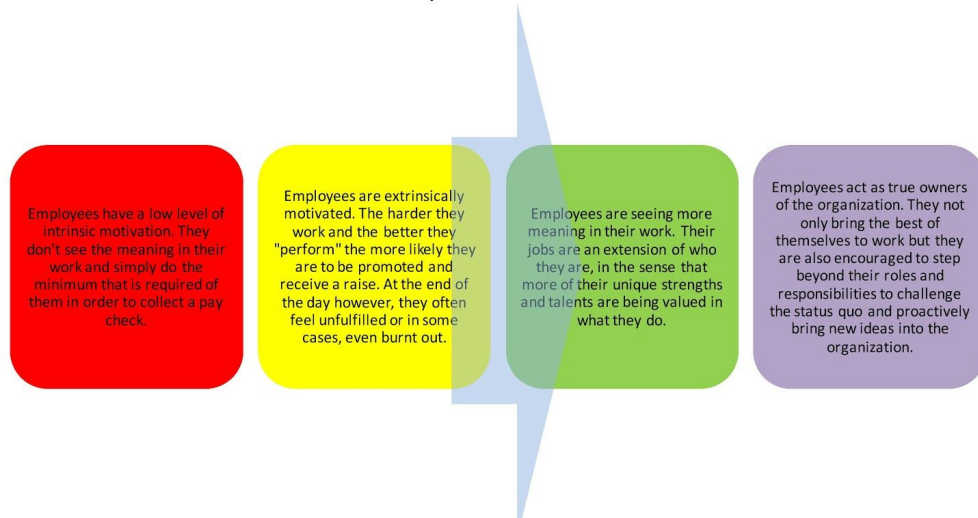 Employees have a low level of
intrinsic motivation. They
don't see the meaning in their
work and simply do the
minimum that is required of
them in order to collect a pay
check.
Employees are extrinsically
motivated. The harder they
work and the better they
"perform" the more likely they
are to be promoted and
receive a raise. At the end of
the day however, they often
feel unfulfilled or in some
cases, even burnt out.
Employees are seeing more
meaning in their work. Their
jobs are an extension of who
they are, in the sense that
more of their unique strengths
and talents are being valued in
what they do.
Employees act as true owners
of the organization. They not
only bring the best of
themselves to work but they
are also encouraged to step
beyond their roles and
responsibilities to challenge
the status quo and proactively
bring new ideas into the
organization.